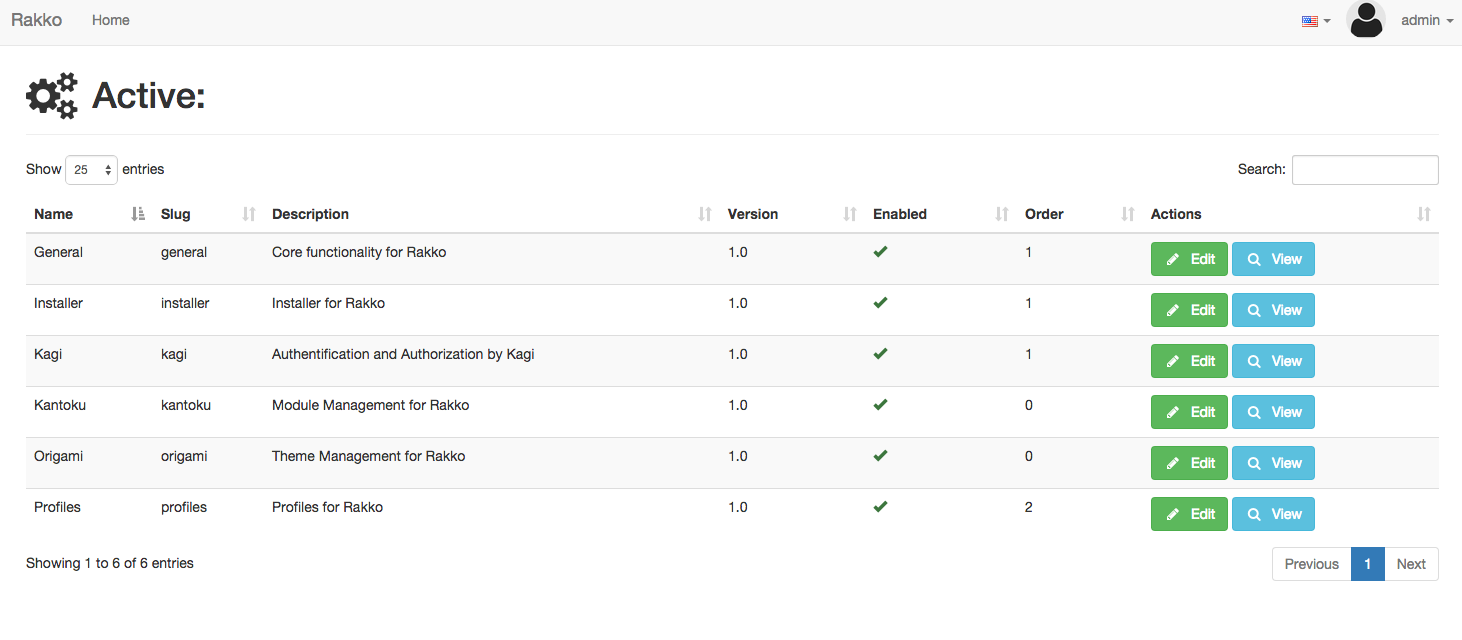 Rakko Home admin
Active:
Show 25 entries Search:
Name Slug Description Version Enabled Order Actions
General general Core functionality for Rakko 1.0 1 Edit View
Installer installer Installer for Rakko 1.0 1 Edit View
Kagi kagi Authentification and Authorization by Kagi 1.0 1 Edit View
Kantoku kantoku Module Management for Rakko 1.0 0 Edit View
Origami origami Theme Management for Rakko 1.0 0 Edit View
Profiles profiles Profiles for Rakko 1.0 2 Edit View
Showing 1 to 6 of 6 entries Previous 1 Next